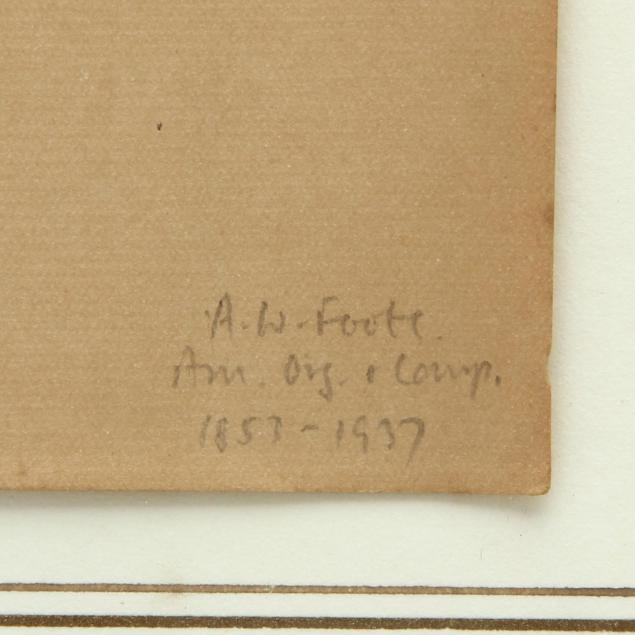 A.W. Foote.
Am. Org. & Comp.
1853-1937